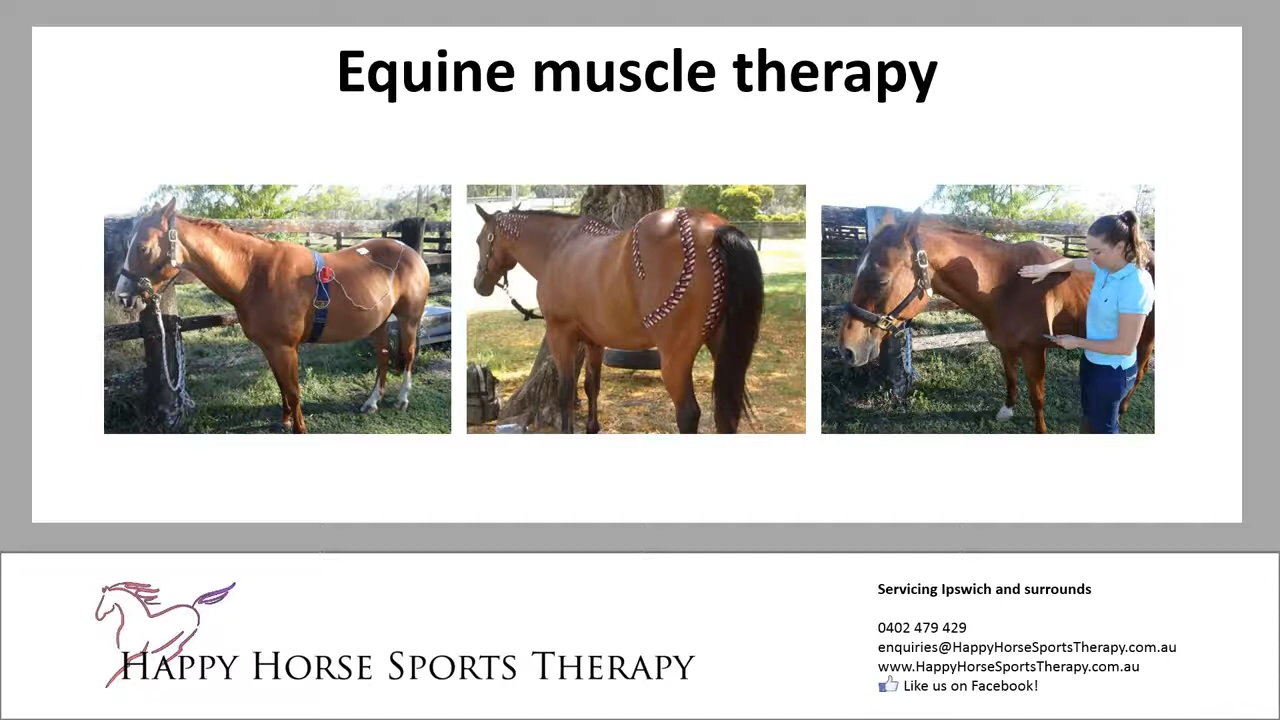 Equine muscle therapy
HAPPY HORSE SPORTS THERAPY
Servicing Ipswich and surrounds
0402 479 429
enquiries@HappyHorseSportsTherapy.com.au
www.HappyHorseSportsTherapy.com.au
Like us on Facebook!